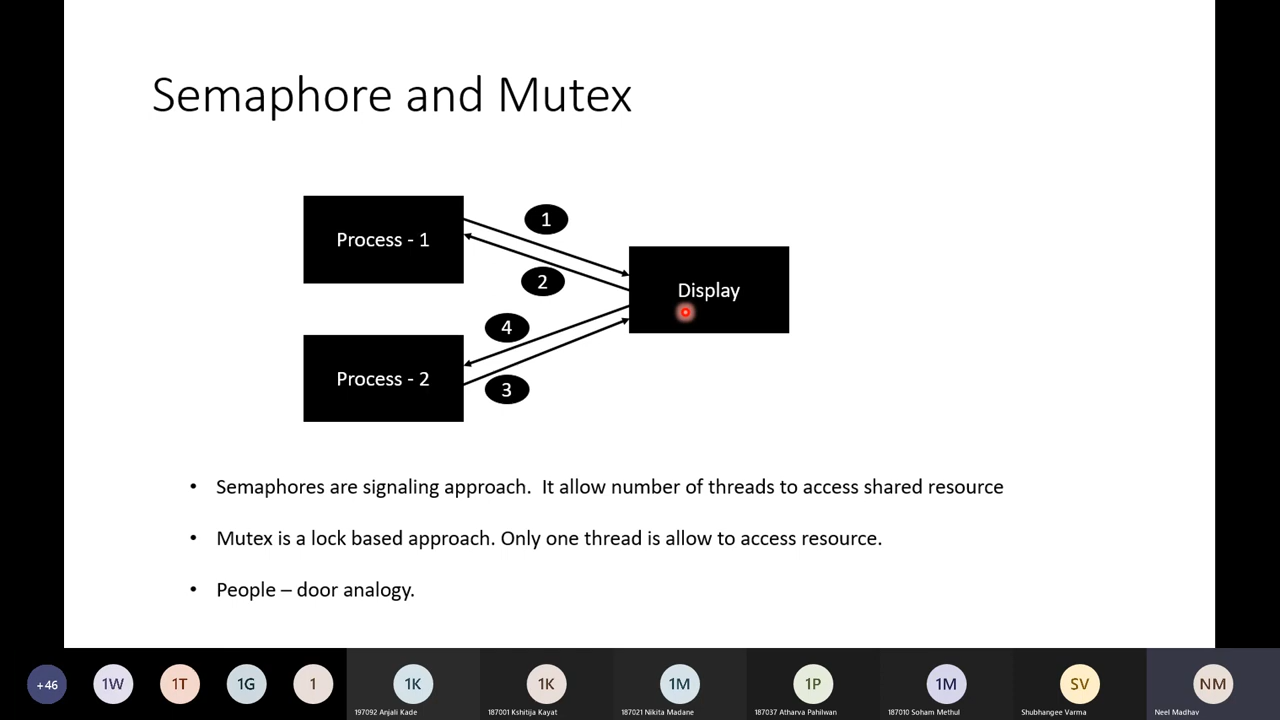 Semaphore and Mutex
1
Process - 1
2
Display
4
Process - 2
3
• Semaphores are signaling approach.  It allow number of threads to access shared resource
• Mutex is a lock based approach. Only one thread is allow to access resource.
• People – door analogy.
+46
1W
1T
1G
1
1K
1K
1M
1P
1M
SV
NM
197092 Anjali Kade
187001 Kshitija Kayat
187021 Nikita Madane
187037 Atharva Pahilwan
187010 Soham Methul
Shubhangee Varma
Neel Madhav